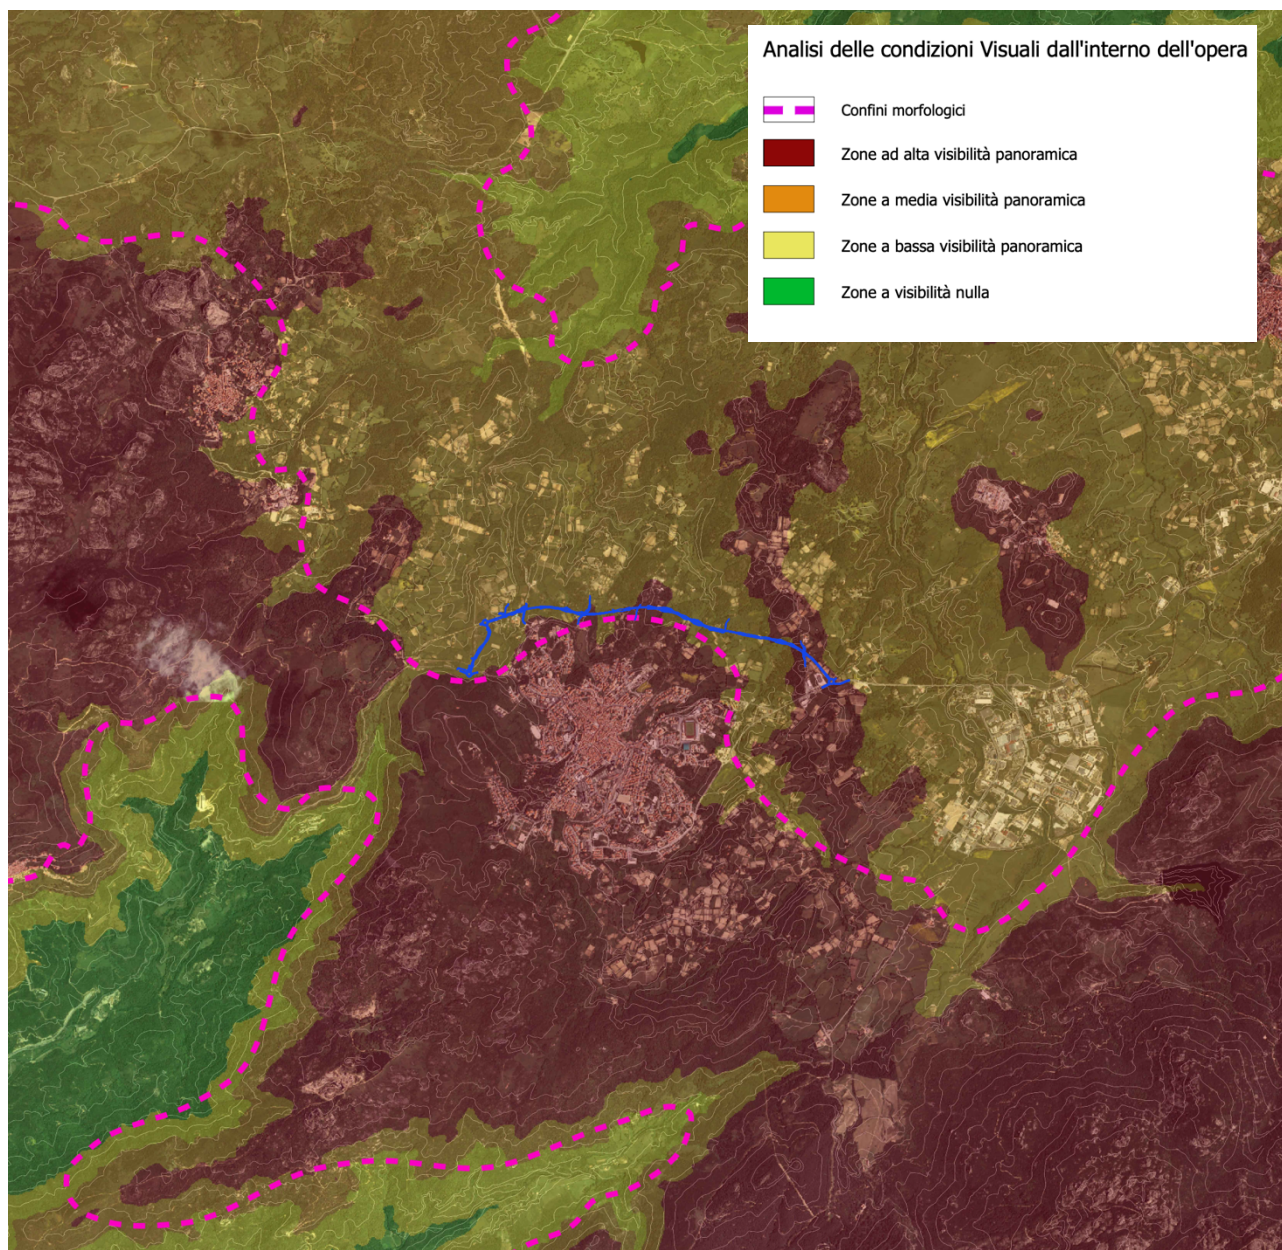 Analisi delle condizioni Visuali dall'interno dell'opera
Confini morfologici
Zone ad alta visibilità panoramica
Zone a media visibilità panoramica
Zone a bassa visibilità panoramica
Zone a visibilità nulla